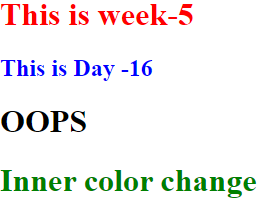 This is week-5
This is Day -16
OOPS
Inner color change